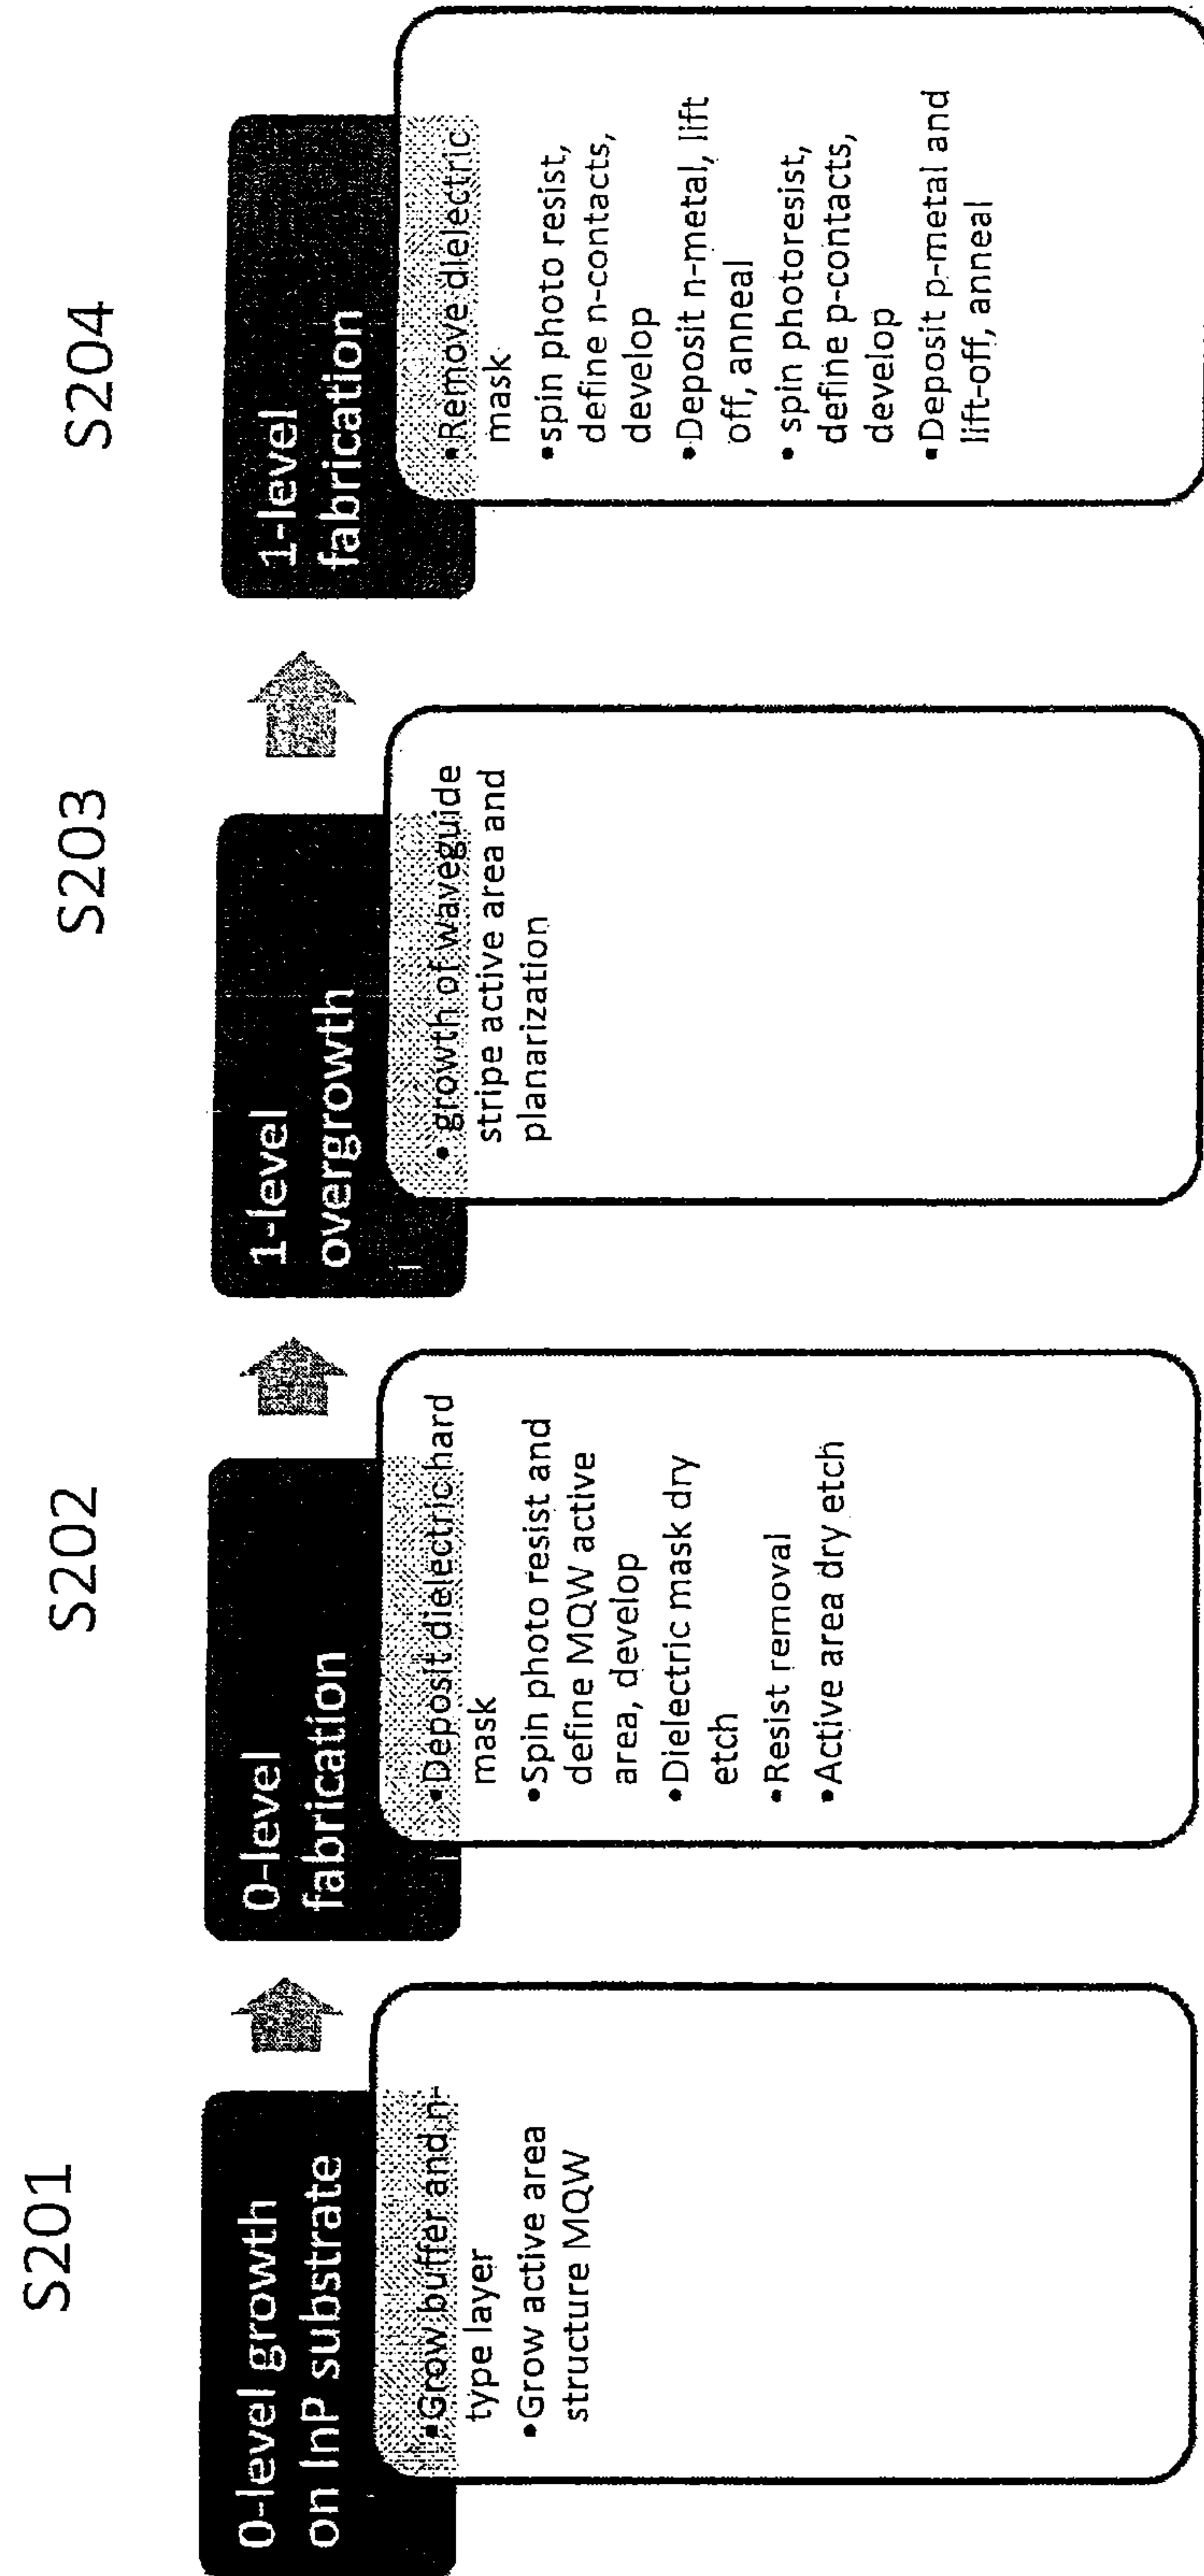 S201
0-level growth
on InP substrate
•Grow buffer and n-
type layer
•Grow active area
structure MQW
S202
0-level
fabrication
•Deposit dielectric hard
mask
•Spin photo resist and
define MQW active
area, develop
•Dielectric mask dry
etch
•Resist removal
•Active area dry etch
S203
1-level
overgrowth
• growth of waveguide
stripe active area and
planarization
S204
1-level
fabrication
•Remove dielectric
mask
•spin photo resist,
define n-contacts,
develop
•Deposit n-metal, lift
off, anneal
• spin photoresist,
define p-contacts,
develop
•Deposit p-metal and
lift-off, anneal